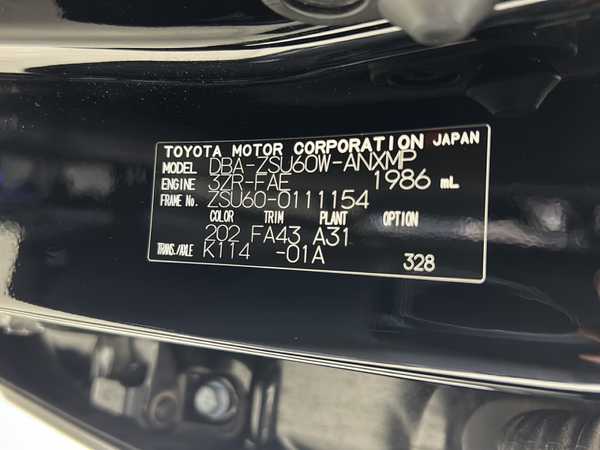 TOYOTA MOTOR CORPORATION JAPAN
MODEL DBA-ZSU60W-ANXMP
ENGINE 3ZR-FAE 1986 mL
FRAME No. ZSU60-0111154
COLOR TRIM PLANT OPTION
202 FA43 A31
TRANS./AXLE K114 -01A 328